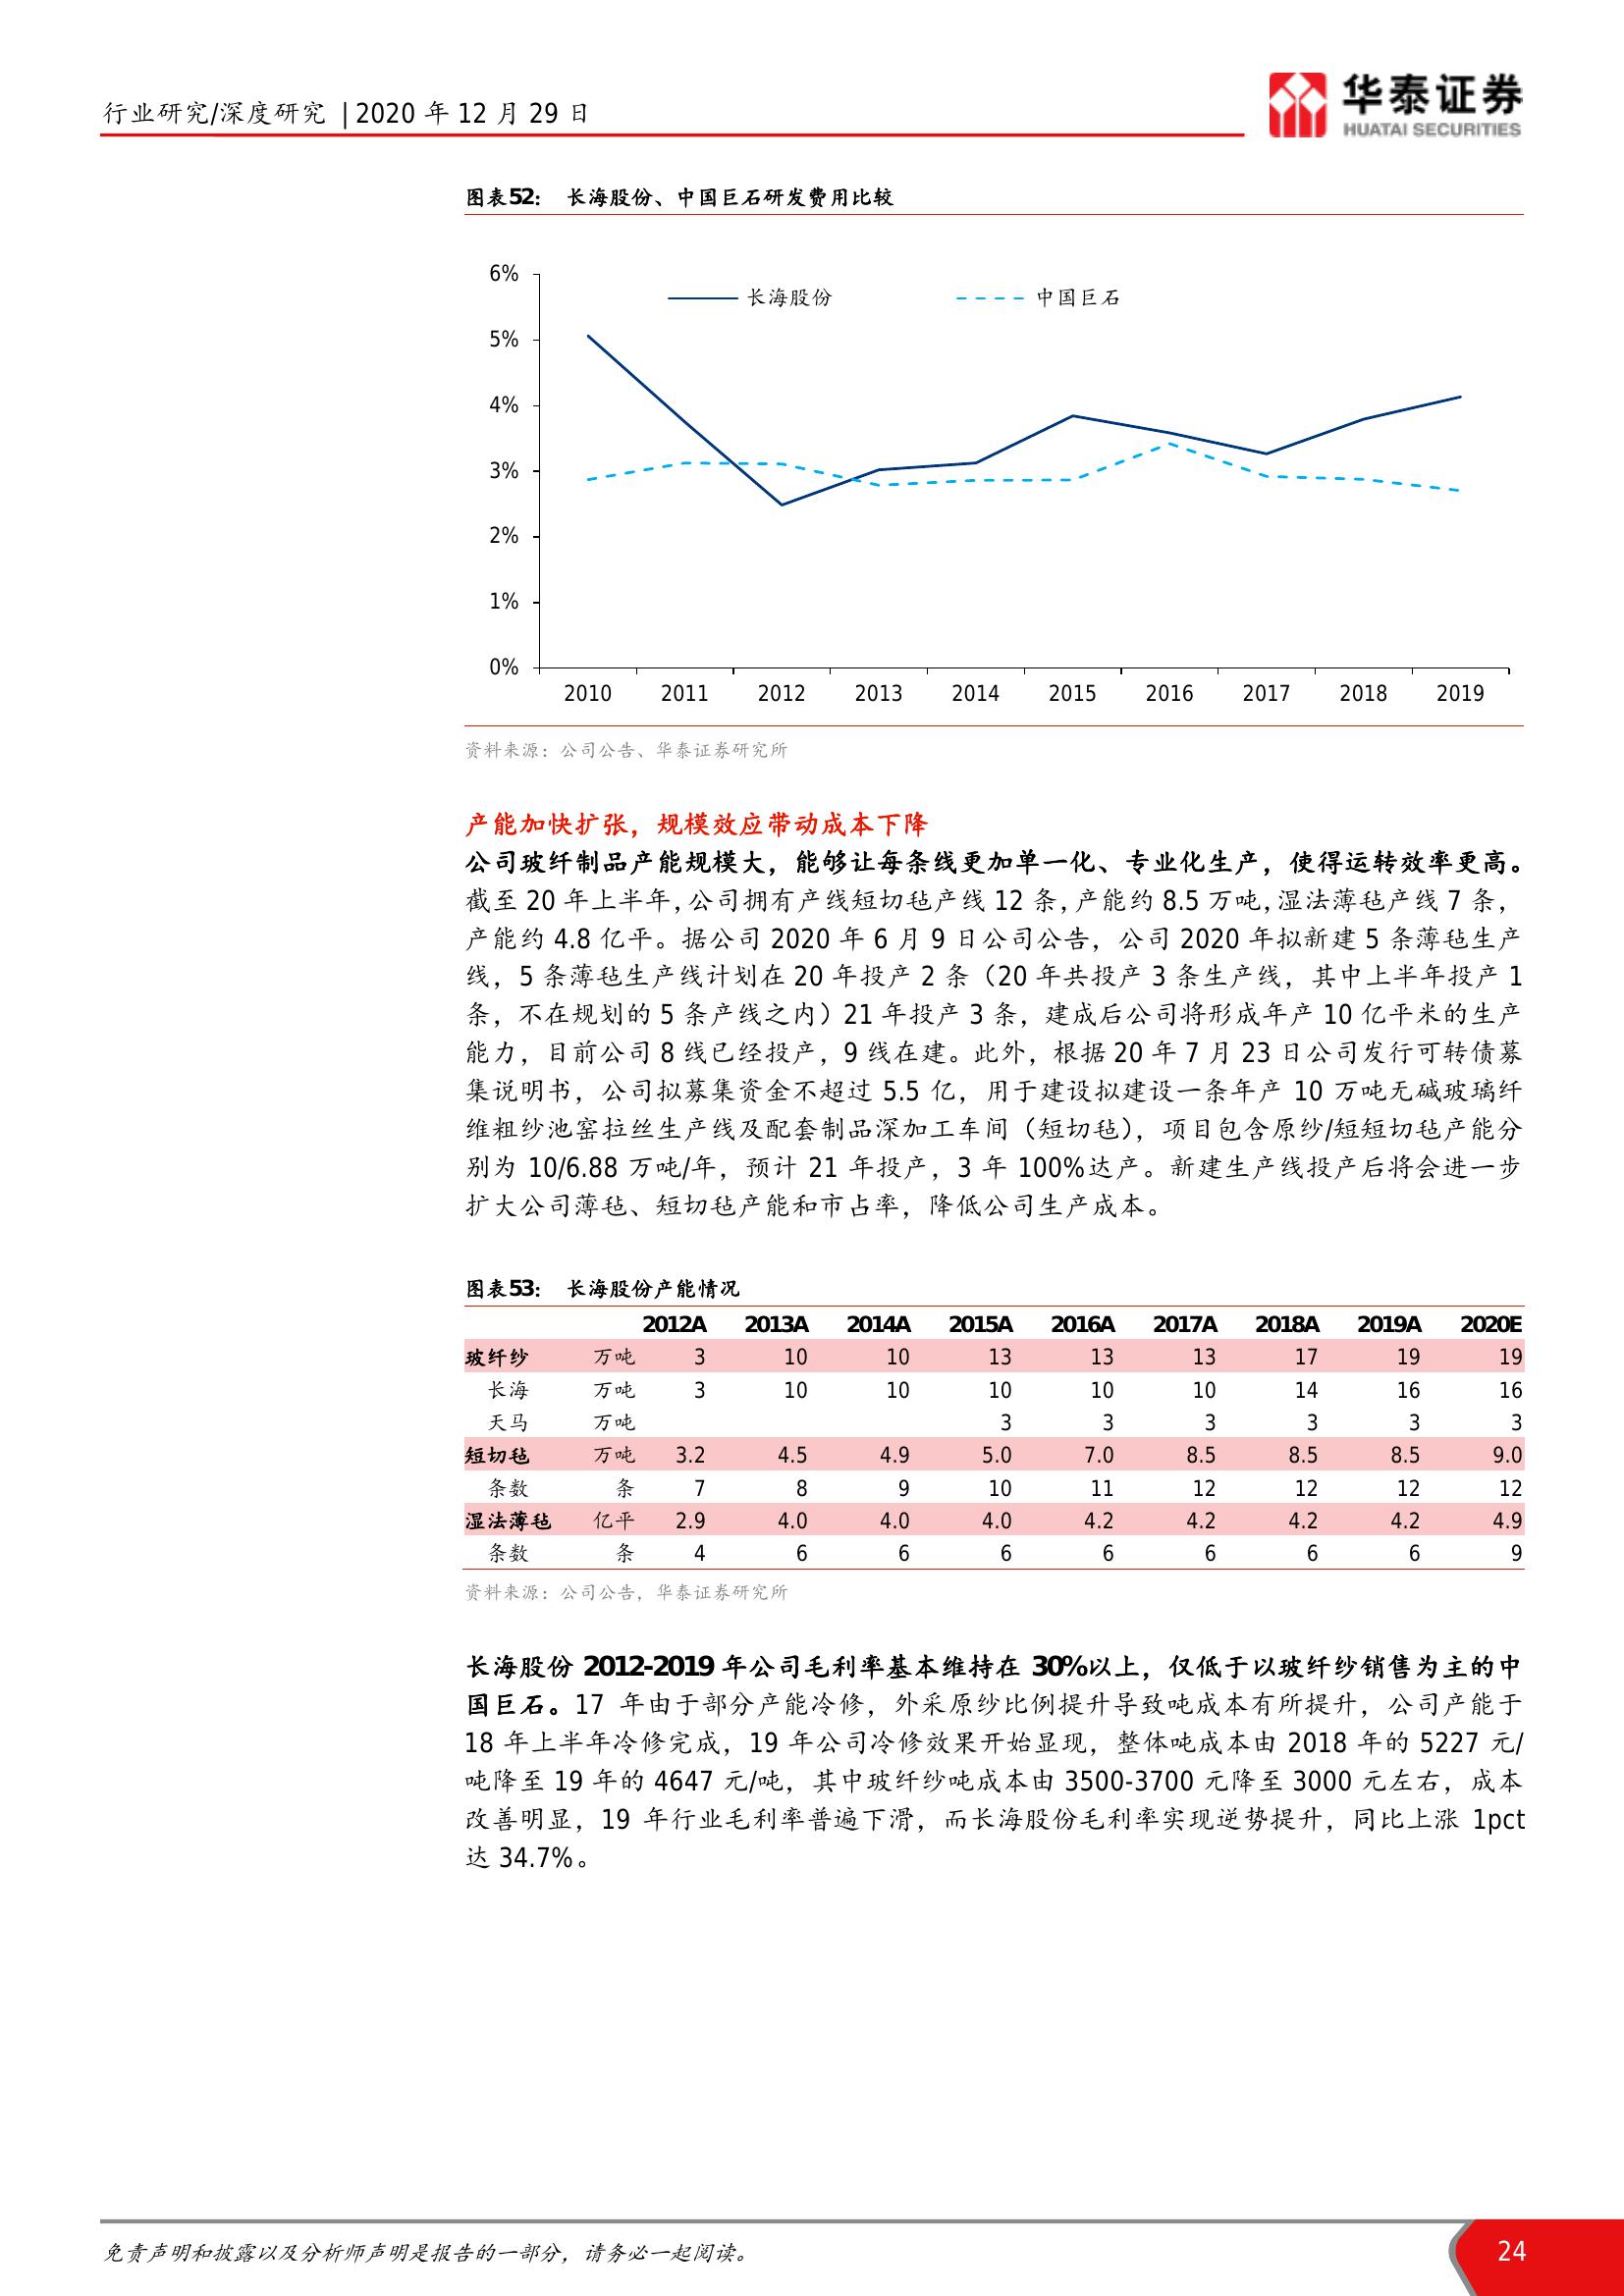 行业研究/深度研究 | 2020 年 12 月 29 日
华泰证券
HUATAI SECURITIES
图表52： 长海股份、中国巨石研发费用比较
长海股份 中国巨石
6%
5%
4%
3%
2%
1%
0%
2010 2011 2012 2013 2014 2015 2016 2017 2018 2019
资料来源：公司公告、华泰证券研究所
产能加快扩张，规模效应带动成本下降
公司玻纤制品产能规模大，能够让每条线更加单一化、专业化生产，使得运转效率更高。
截至 20 年上半年，公司拥有产线短切毡产线 12 条，产能约 8.5 万吨，湿法薄毡产线 7 条，
产能约 4.8 亿平。据公司 2020 年 6 月 9 日公司公告，公司 2020 年拟新建 5 条薄毡生产
线，5 条薄毡生产线计划在 20 年投产 2 条（20 年共投产 3 条生产线，其中上半年投产 1
条，不在规划的 5 条产线之内）21 年投产 3 条，建成后公司将形成年产 10 亿平米的生产
能力，目前公司 8 线已经投产，9 线在建。此外，根据 20 年 7 月 23 日公司发行可转债募
集说明书，公司拟募集资金不超过 5.5 亿，用于建设拟建设一条年产 10 万吨无碱玻璃纤
维粗纱池窑拉丝生产线及配套制品深加工车间（短切毡），项目包含原纱/短短切毡产能分
别为 10/6.88 万吨/年，预计 21 年投产，3 年 100%达产。新建生产线投产后将会进一步
扩大公司薄毡、短切毡产能和市占率，降低公司生产成本。
图表53： 长海股份产能情况
2012A 2013A 2014A 2015A 2016A 2017A 2018A 2019A 2020E
玻纤纱 万吨 3 10 10 13 13 13 17 19 19
长海 万吨 3 10 10 10 10 10 14 16 16
天马 万吨 3 3 3 3 3 3
短切毡 万吨 3.2 4.5 4.9 5.0 7.0 8.5 8.5 8.5 9.0
条数 条 7 8 9 10 11 12 12 12 12
湿法薄毡 亿平 2.9 4.0 4.0 4.0 4.2 4.2 4.2 4.2 4.9
条数 条 4 6 6 6 6 6 6 6 9
资料来源：公司公告，华泰证券研究所
长海股份 2012-2019 年公司毛利率基本维持在 30%以上，仅低于以玻纤纱销售为主的中
国巨石。17 年由于部分产能冷修，外采原纱比例提升导致吨成本有所提升，公司产能于
18 年上半年冷修完成，19 年公司冷修效果开始显现，整体吨成本由 2018 年的 5227 元/
吨降至 19 年的 4647 元/吨，其中玻纤纱吨成本由 3500-3700 元降至 3000 元左右，成本
改善明显，19 年行业毛利率普遍下滑，而长海股份毛利率实现逆势提升，同比上涨 1pct
达 34.7%。
免责声明和披露以及分析师声明是报告的一部分，请务必一起阅读。
24